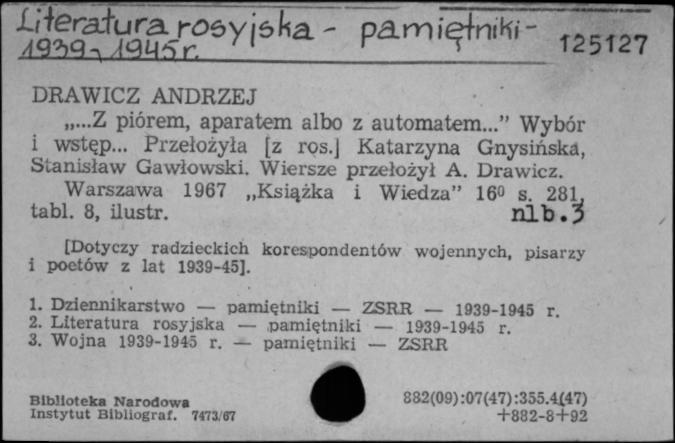 Literatura rosyjska - pamiętniki -
1939-1945 r.
125127
DRAWICZ ANDRZEJ
„...Z piórem, aparatem albo z automatem...” Wybór
i wstęp... Przełożyła [z ros.] Katarzyna Gnysińska,
Stanisław Gawłowski. Wiersze przełożył A. Drawicz.
Warszawa 1967 „Książka i Wiedza” 16⁰ s. 281,
tabl. 8, ilustr. nlb.3
[Dotyczy radzieckich korespondentów wojennych, pisarzy
i poetów z lat 1939-45].
1. Dziennikarstwo — pamiętniki — ZSRR — 1939-1945 r.
2. Literatura rosyjska — pamiętniki — 1939-1945 r.
3. Wojna 1939-1945 r. — pamiętniki — ZSRR
Biblioteka Narodowa 882(09):07(47):355.4(47)
Instytut Bibliograf. 7473/67 +882-8+92